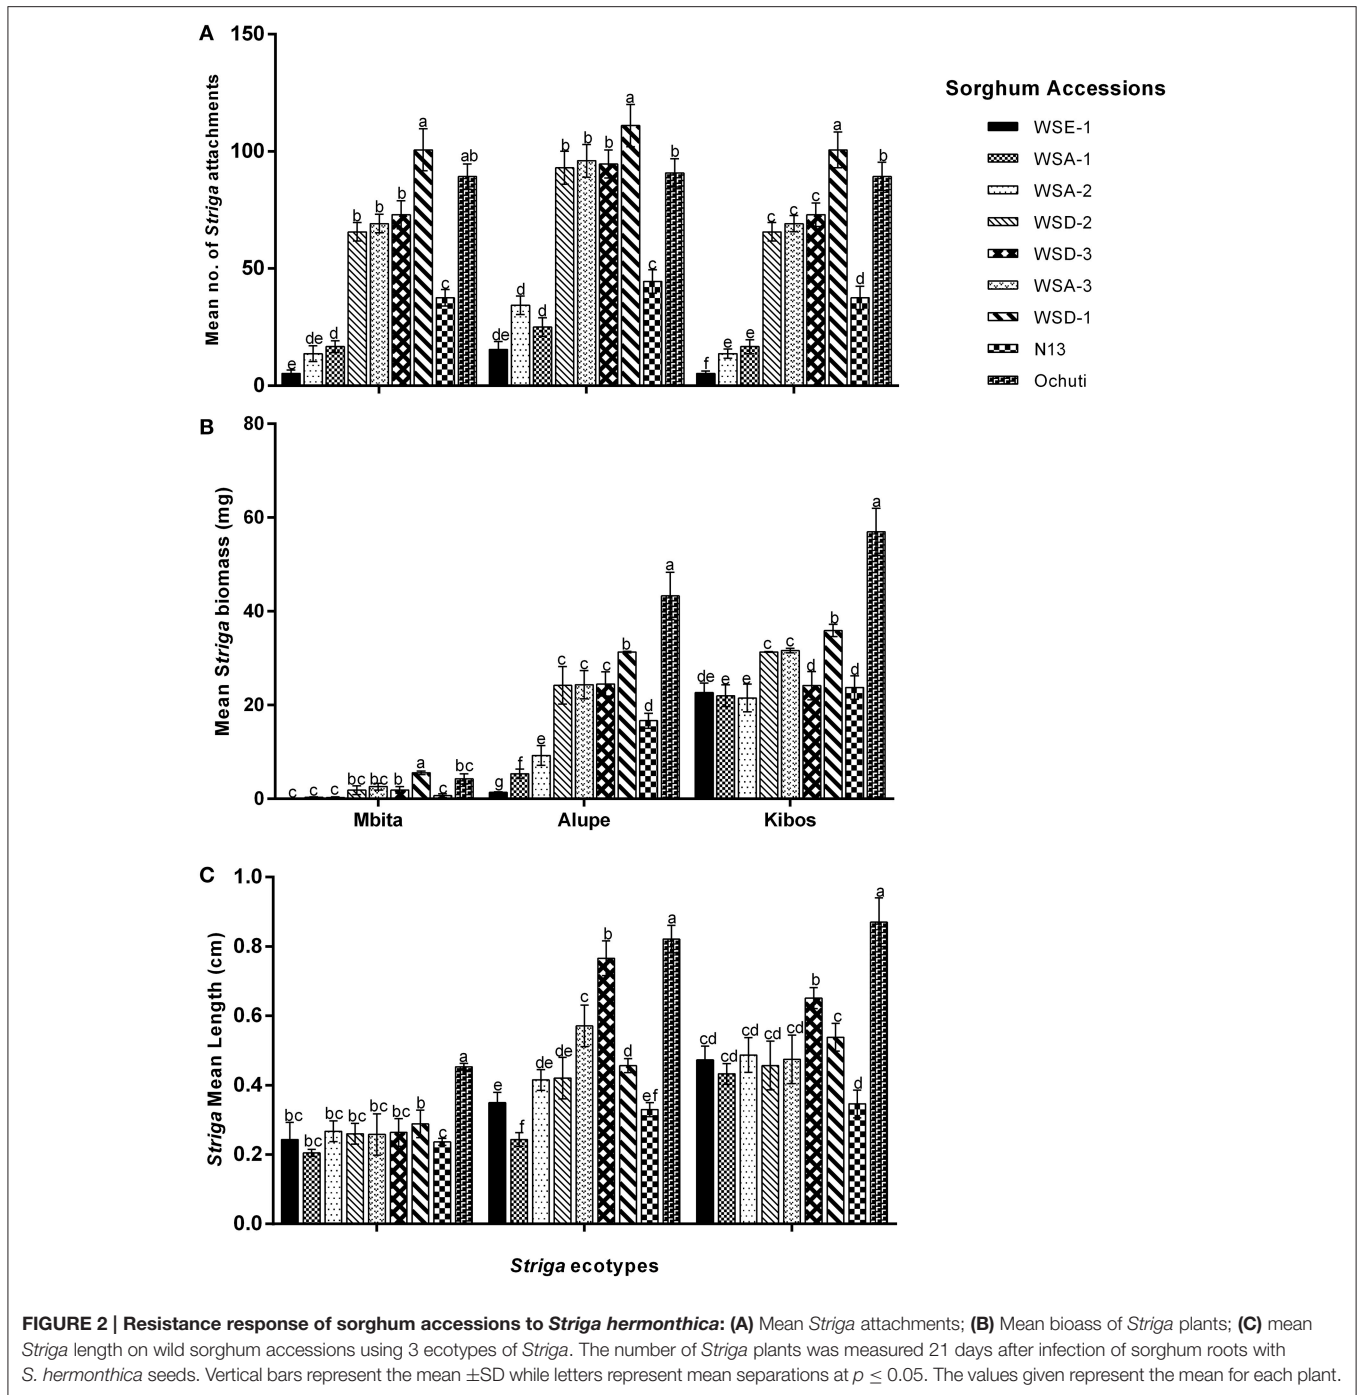 A
150
100
50
0
Mean no. of Striga attachments
e
de
d
b
b
b
a
c
ab
de
d
d
b
b
b
a
c
b
f
e
e
c
c
c
a
d
b
Sorghum Accessions
WSE-1
WSA-1
WSA-2
WSD-2
WSD-3
WSA-3
WSD-1
N13
Ochuti
B
80
60
40
20
0
Mean Striga biomass (mg)
c
c
c
bc
bc
b
a
c
bc
g
f
e
c
c
c
b
d
a
de
e
e
c
c
d
b
d
a
Mbita
Alupe
Kibos
C
1.0
0.8
0.6
0.4
0.2
0.0
Striga Mean Length (cm)
bc
bc
bc
bc
bc
bc
b
c
a
e
f
de
de
c
b
d
ef
a
cd
cd
cd
cd
cd
b
c
d
a
Striga ecotypes
FIGURE 2 | Resistance response of sorghum accessions to Striga hermonthica: (A) Mean Striga attachments; (B) Mean bioass of Striga plants; (C) mean
Striga length on wild sorghum accessions using 3 ecotypes of Striga. The number of Striga plants was measured 21 days after infection of sorghum roots with
S. hermonthica seeds. Vertical bars represent the mean ±SD while letters represent mean separations at p ≤ 0.05. The values given represent the mean for each plant.